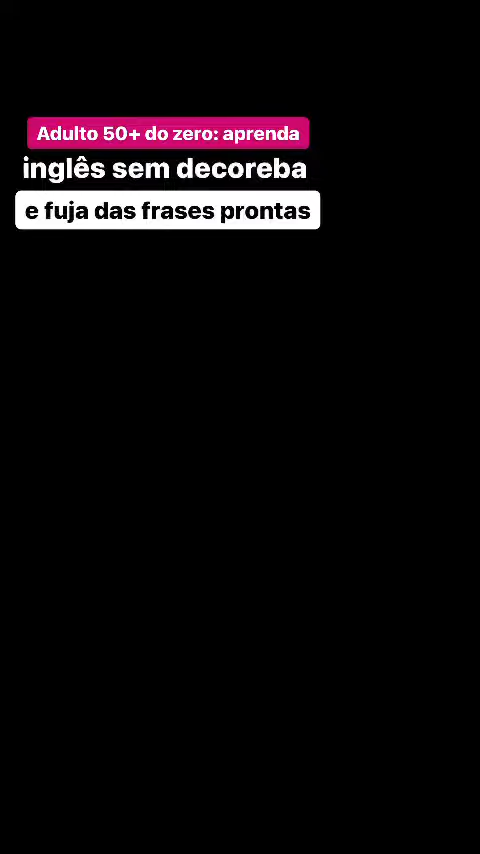 Adulto 50+ do zero: aprenda
inglês sem decoreba
e fuja das frases prontas